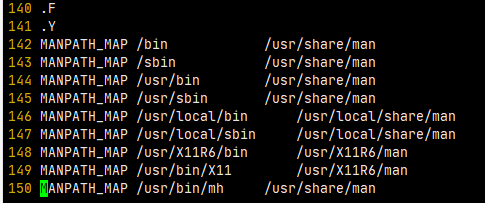 140 .F
141 .Y
142 MANPATH_MAP /bin /usr/share/man
143 MANPATH_MAP /sbin /usr/share/man
144 MANPATH_MAP /usr/bin /usr/share/man
145 MANPATH_MAP /usr/sbin /usr/share/man
146 MANPATH_MAP /usr/local/bin /usr/local/share/man
147 MANPATH_MAP /usr/local/sbin /usr/local/share/man
148 MANPATH_MAP /usr/X11R6/bin /usr/X11R6/man
149 MANPATH_MAP /usr/bin/X11 /usr/X11R6/man
150 MANPATH_MAP /usr/bin/mh /usr/share/man